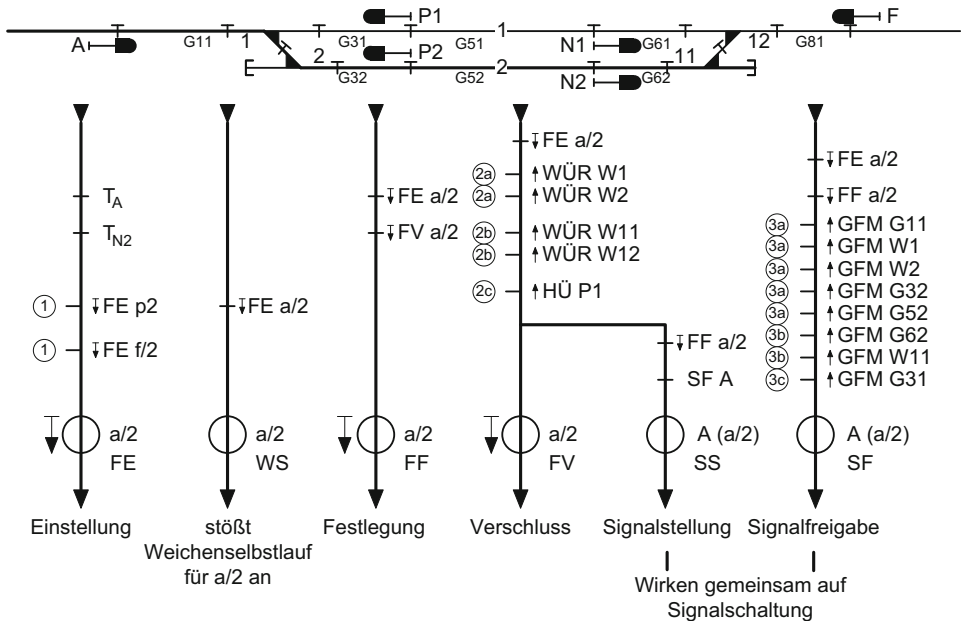 P1 1 F
A G11 1 G31 G51 N1 G61 12 G81
2 P2
G32 G52 2 N2 G62 11
FE a/2
2a WÜR W1
2a WÜR W2
2b WÜR W11
2b WÜR W12
2c HÜ P1
T_A
T_N2
1 FE p2
1 FE f/2
FE a/2
FE a/2
FV a/2
FF a/2
SF A
FE a/2
FF a/2
3a GFM G11
3a GFM W1
3a GFM W2
3a GFM G32
3a GFM G52
3b GFM G62
3b GFM W11
3c GFM G31
a/2 a/2 a/2 a/2 A (a/2) A (a/2)
FE WS FF FV SS SF
Einstellung stößt Festlegung Verschluss Signalstellung Signalfreigabe
Weichenselbstlauf
für a/2 an
Wirken gemeinsam auf
Signalschaltung